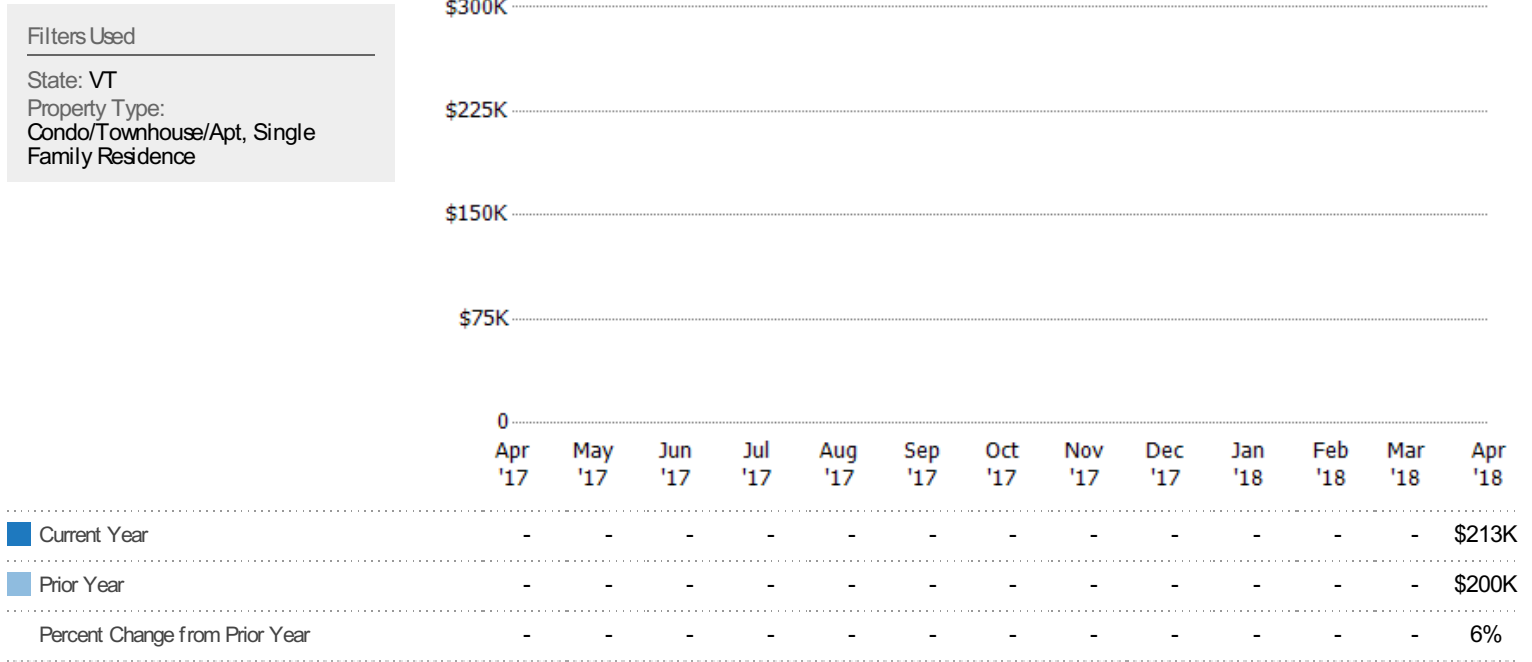 Filters Used
State: VT
Property Type:
Condo/Townhouse/Apt, Single
Family Residence
$300K
$225K
$150K
$75K
0
Apr May Jun Jul Aug Sep Oct Nov Dec Jan Feb Mar Apr
'17 '17 '17 '17 '17 '17 '17 '17 '17 '18 '18 '18 '18
Current Year - - - - - - - - - - - - $213K
Prior Year - - - - - - - - - - - - $200K
Percent Change from Prior Year - - - - - - - - - - - - 6%